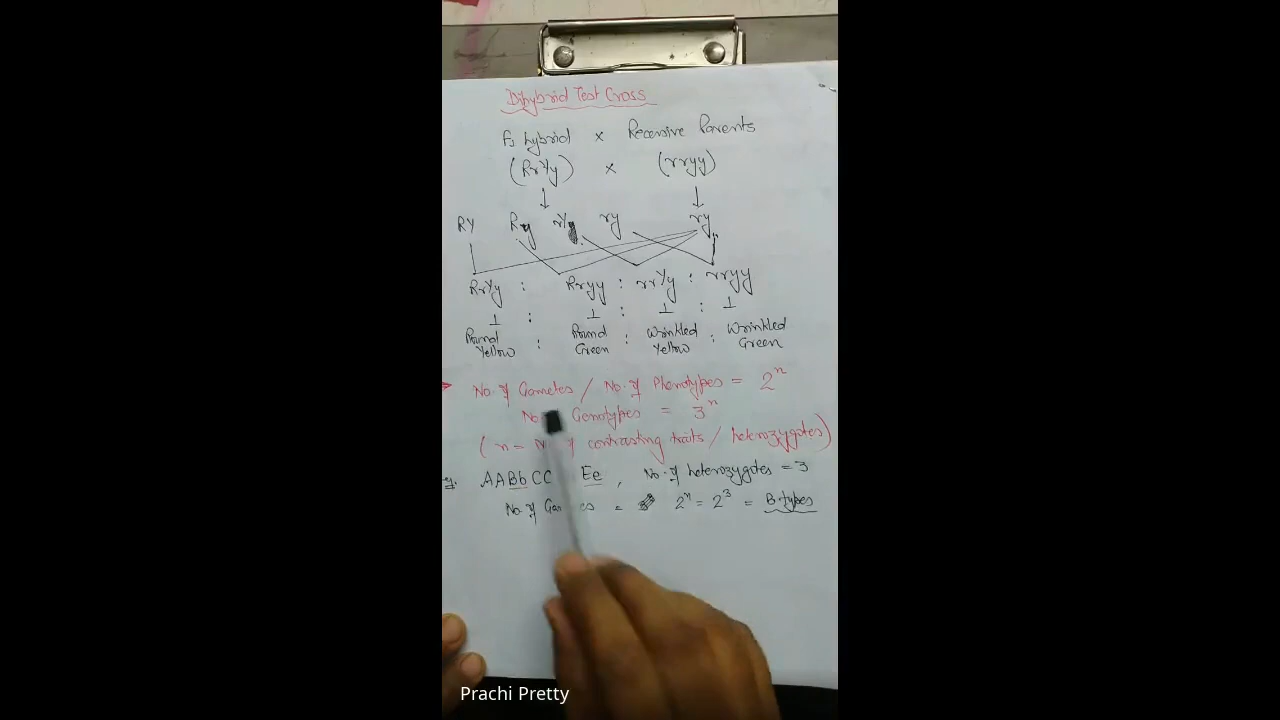 Dihybrid Test Cross
F1 hybrid × Recessive Parents
(RrYy) × (rryy)
RY Ry rY ry ry
RrYy : Rryy : rrYy : rryy
1 : 1 : 1 : 1
Round Yellow : Round Green : Wrinkled Yellow : Wrinkled Green
No. of Gametes / No. of Phenotypes = 2ⁿ
No Genotypes = 3ⁿ
(n = No. of contrasting traits / heterozygotes)
AABbCC Ee, No. of heterozygotes = 3
No. of Gam es = 2ⁿ = 2³ = 8 types
Prachi Pretty